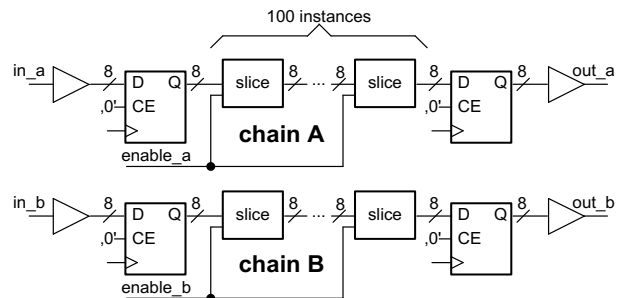 100 instances
in_a 8 D Q 8 slice 8 ... 8 slice 8 D Q 8 out_a
‚0' CE ‚0' CE
chain A
enable_a
in_b 8 D Q 8 slice 8 ... 8 slice 8 D Q 8 out_b
‚0' CE ‚0' CE
chain B
enable_b